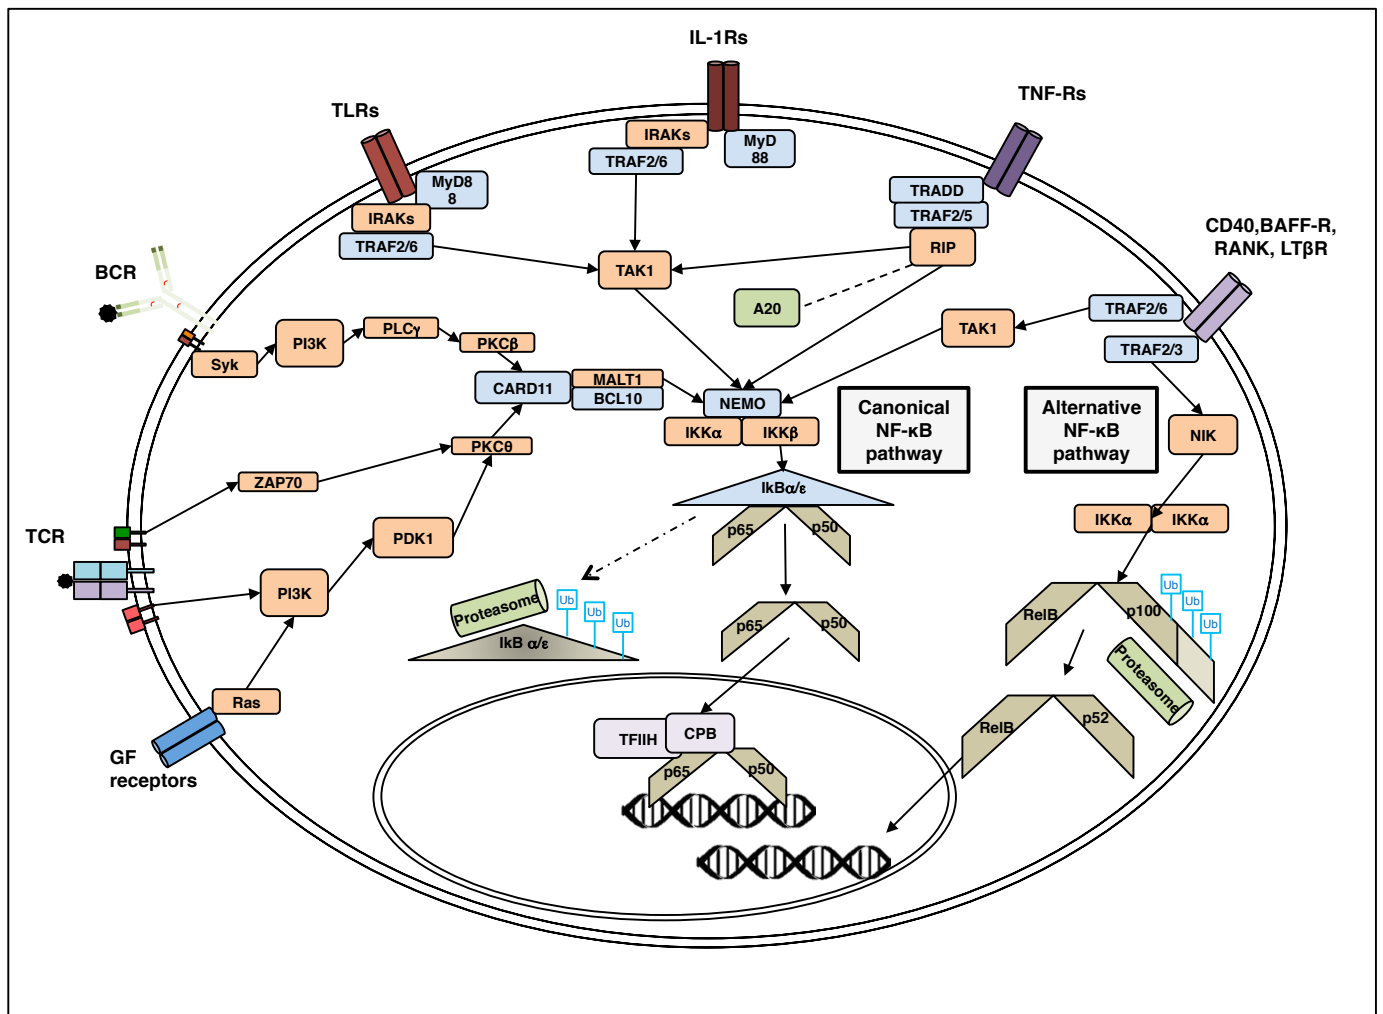 IL-1Rs
TLRs
TNF-Rs
IRAKs
MyD
88
TRAF2/6
MyD8
8
IRAKs
TRAF2/6
TRADD
TRAF2/5
RIP
CD40,BAFF-R,
RANK, LTβR
BCR
TAK1
A20
TRAF2/6
TAK1
TRAF2/3
Syk
PI3K
PLCγ
PKCβ
CARD11
MALT1
BCL10
NEMO
IKKα
IKKβ
Canonical
NF-κB
pathway
Alternative
NF-κB
pathway
NIK
PKCθ
ZAP70
IkBα/ε
p65
p50
IKKα
IKKα
TCR
PDK1
PI3K
Proteasome
Ub
Ub
Ub
IkB α/ε
p65
p50
RelB
p100
Ub
Ub
Ub
Proteasome
Ras
GF
receptors
TFIIH
CPB
p65
p50
RelB
p52